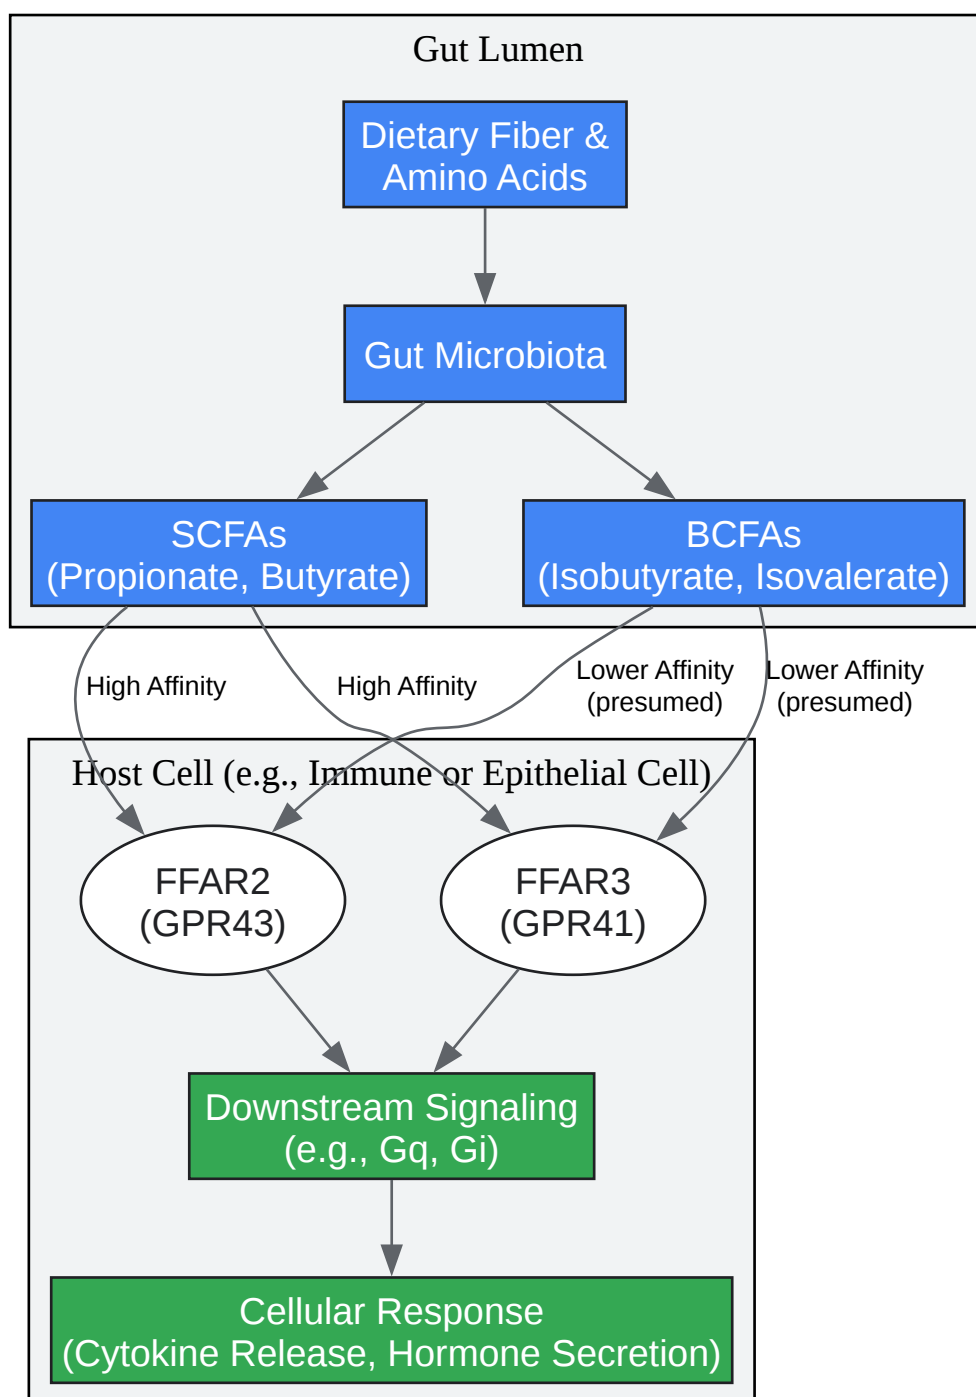 Gut Lumen
Dietary Fiber &
Amino Acids
Gut Microbiota
SCFAs
(Propionate, Butyrate)
BCFAs
(Isobutyrate, Isovalerate)
High Affinity
High Affinity
Lower Affinity
(presumed)
Lower Affinity
(presumed)
Host Cell (e.g., Immune or Epithelial Cell)
FFAR2
(GPR43)
FFAR3
(GPR41)
Downstream Signaling
(e.g., Gq, Gi)
Cellular Response
(Cytokine Release, Hormone Secretion)